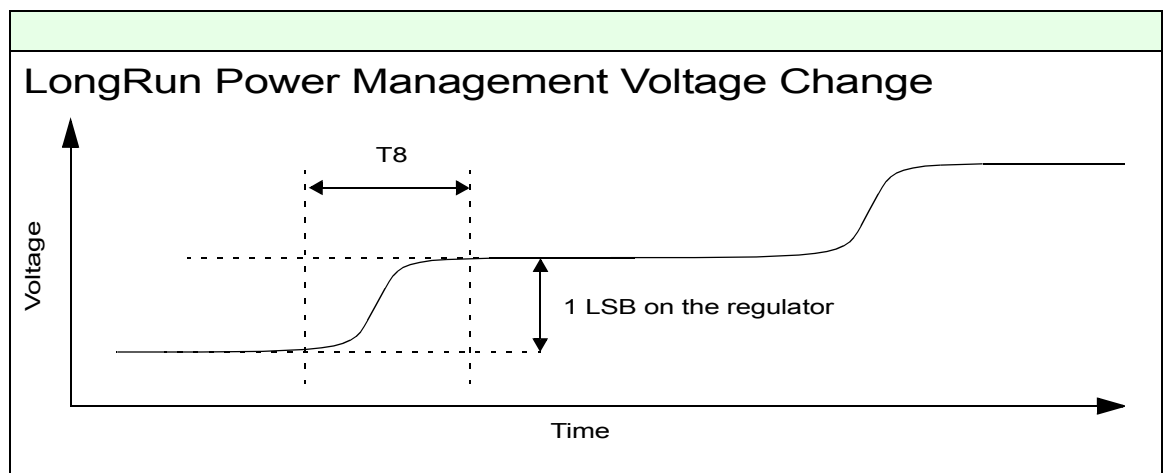 LongRun Power Management Voltage Change
T8
Voltage
1 LSB on the regulator
Time